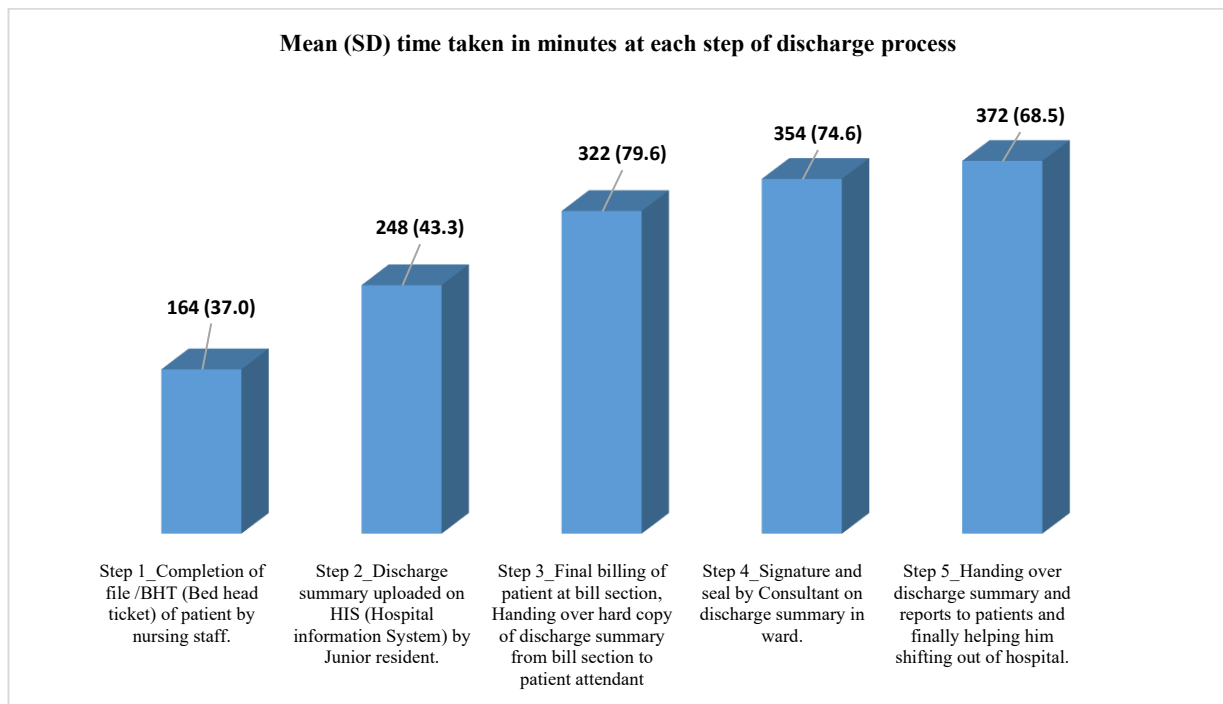 Mean (SD) time taken in minutes at each step of discharge process
164 (37.0)
248 (43.3)
322 (79.6)
354 (74.6)
372 (68.5)
Step 1_Completion of
file /BHT (Bed head
ticket) of patient by
nursing staff.
Step 2_Discharge
summary uploaded on
HIS (Hospital
information System) by
Junior resident.
Step 3_Final billing of
patient at bill section,
Handing over hard copy
of discharge summary
from bill section to
patient attendant
Step 4_Signature and
seal by Consultant on
discharge summary in
ward.
Step 5_Handing over
discharge summary and
reports to patients and
finally helping him
shifting out of hospital.